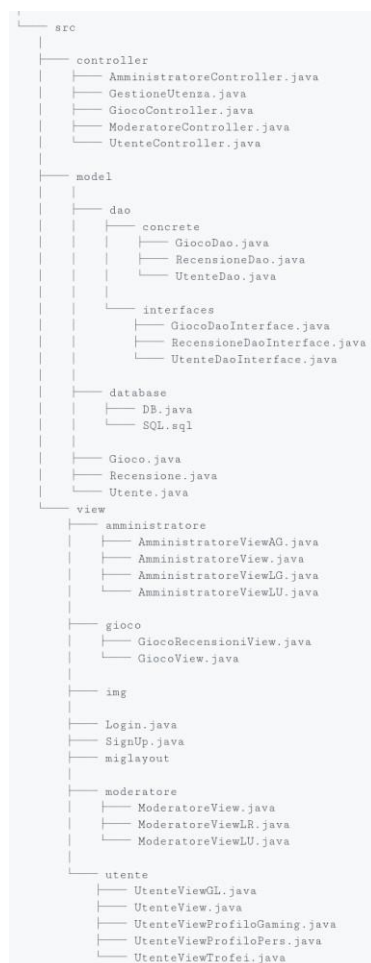 src
controller
AmministratoreController.java
GestioneUtenza.java
GiocoController.java
ModeratoreController.java
UtenteController.java
model
dao
concrete
GiocoDao.java
RecensioneDao.java
UtenteDao.java
interfaces
GiocoDaoInterface.java
RecensioneDaoInterface.java
UtenteDaoInterface.java
database
DB.java
SQL.sql
Gioco.java
Recensione.java
Utente.java
view
amministratore
AmministratoreViewAG.java
AmministratoreView.java
AmministratoreViewLG.java
AmministratoreViewLU.java
gioco
GiocoRecensioniView.java
GiocoView.java
img
Login.java
SignUp.java
miglayout
moderatore
ModeratoreView.java
ModeratoreViewLR.java
ModeratoreViewLU.java
utente
UtenteViewGL.java
UtenteView.java
UtenteViewProfiloGaming.java
UtenteViewProfiloPers.java
UtenteViewTrofei.java